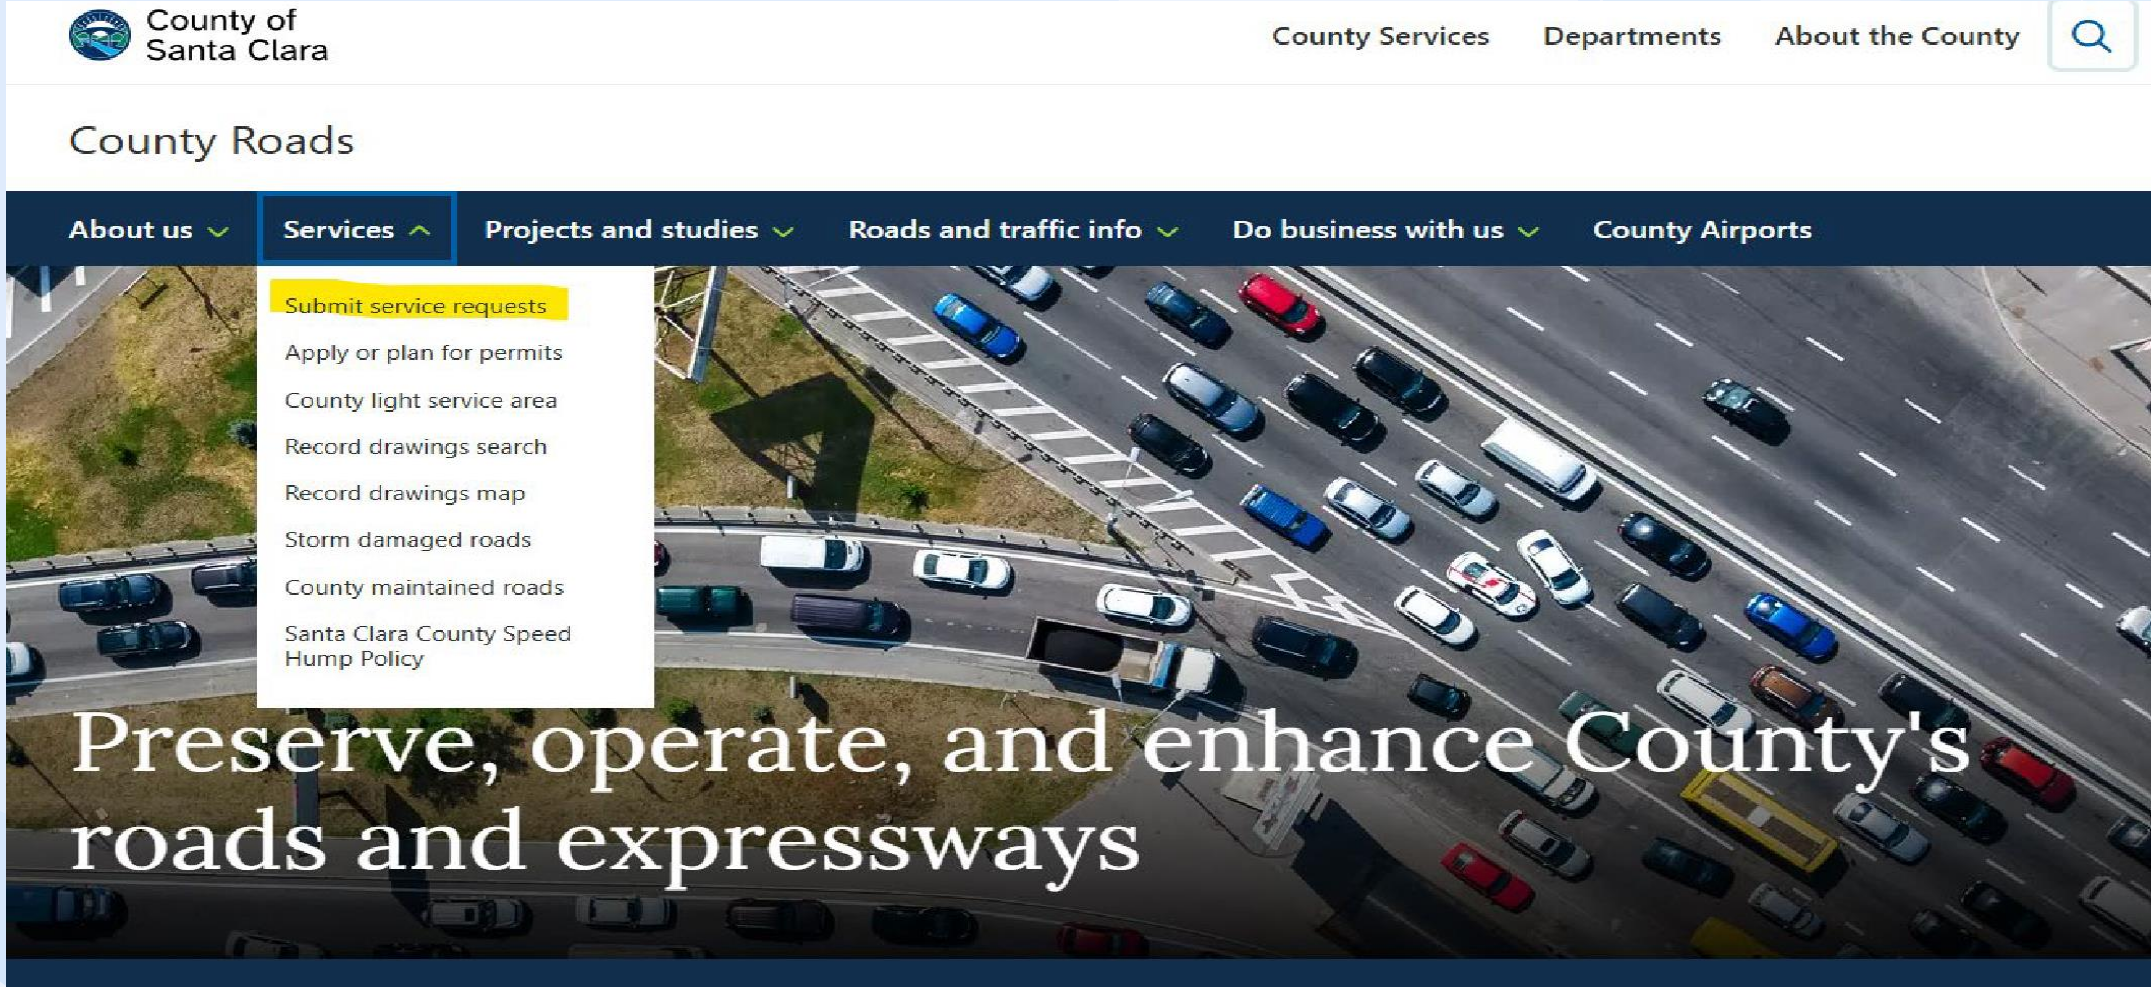 County of
Santa Clara
County Services Departments About the County
County Roads
About us Services Projects and studies Roads and traffic info Do business with us County Airports
Submit service requests
Apply or plan for permits
County light service area
Record drawings search
Record drawings map
Storm damaged roads
County maintained roads
Santa Clara County Speed
Hump Policy
Preserve, operate, and enhance County's
roads and expressways